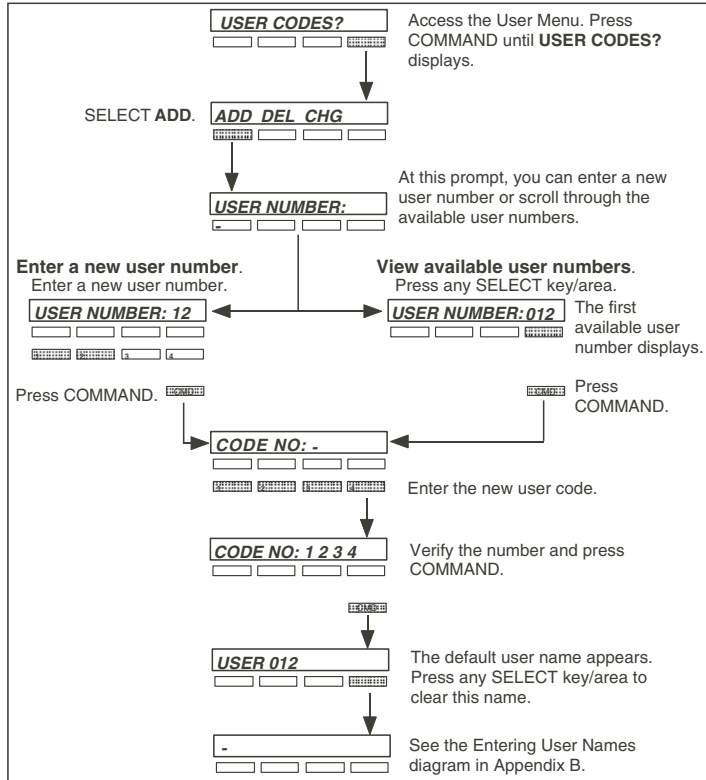 USER CODES?
Access the User Menu. Press
COMMAND until USER CODES?
displays.
SELECT ADD.
ADD DEL CHG
At this prompt, you can enter a new
user number or scroll through the
available user numbers.
USER NUMBER:
-
Enter a new user number.
Enter a new user number.
USER NUMBER: 12
1 2 3 4
View available user numbers.
Press any SELECT key/area.
USER NUMBER:012
The first
available user
number displays.
Press COMMAND.
CMD
CMD
Press
COMMAND.
CODE NO: -
1 2 3 4
Enter the new user code.
CODE NO: 1 2 3 4
Verify the number and press
COMMAND.
CMD
USER 012
The default user name appears.
Press any SELECT key/area to
clear this name.
-
See the Entering User Names
diagram in Appendix B.